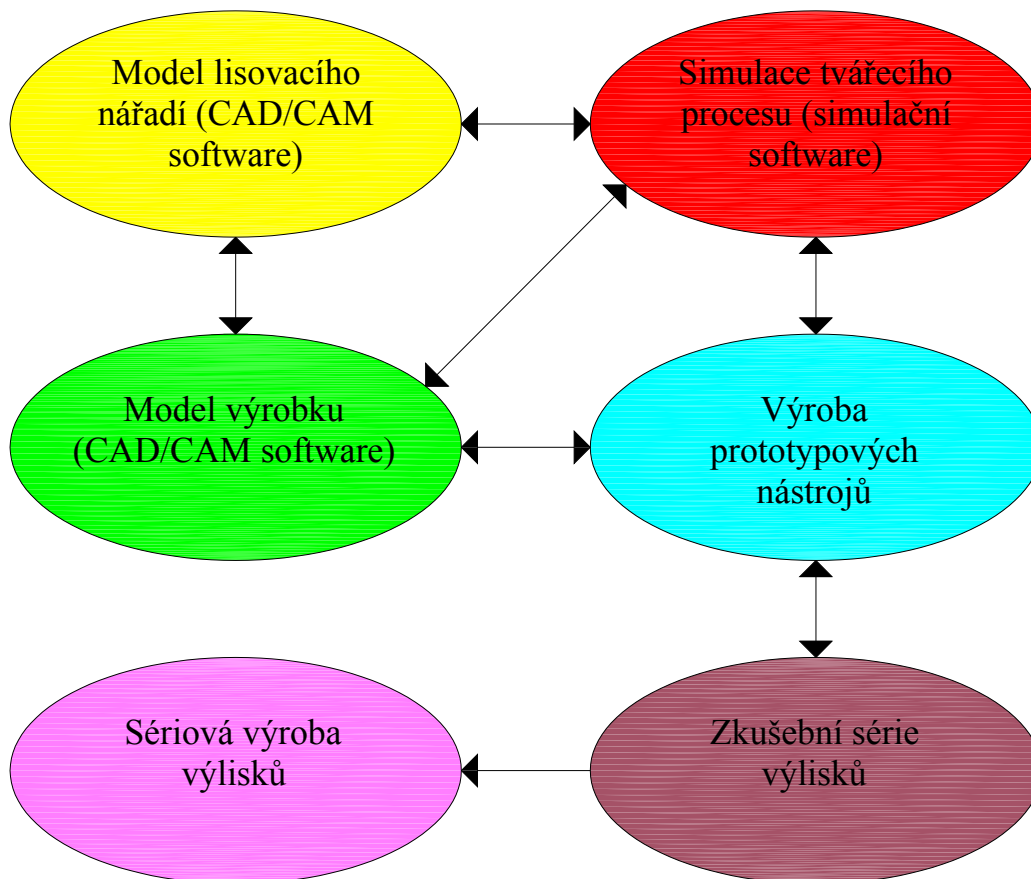 Model lisovacího
nářadí (CAD/CAM
software)
Simulace tvářecího
procesu (simulační
software)
Model výrobku
(CAD/CAM software)
Výroba
prototypových
nástrojů
Sériová výroba
výlisků
Zkušební série
výlisků